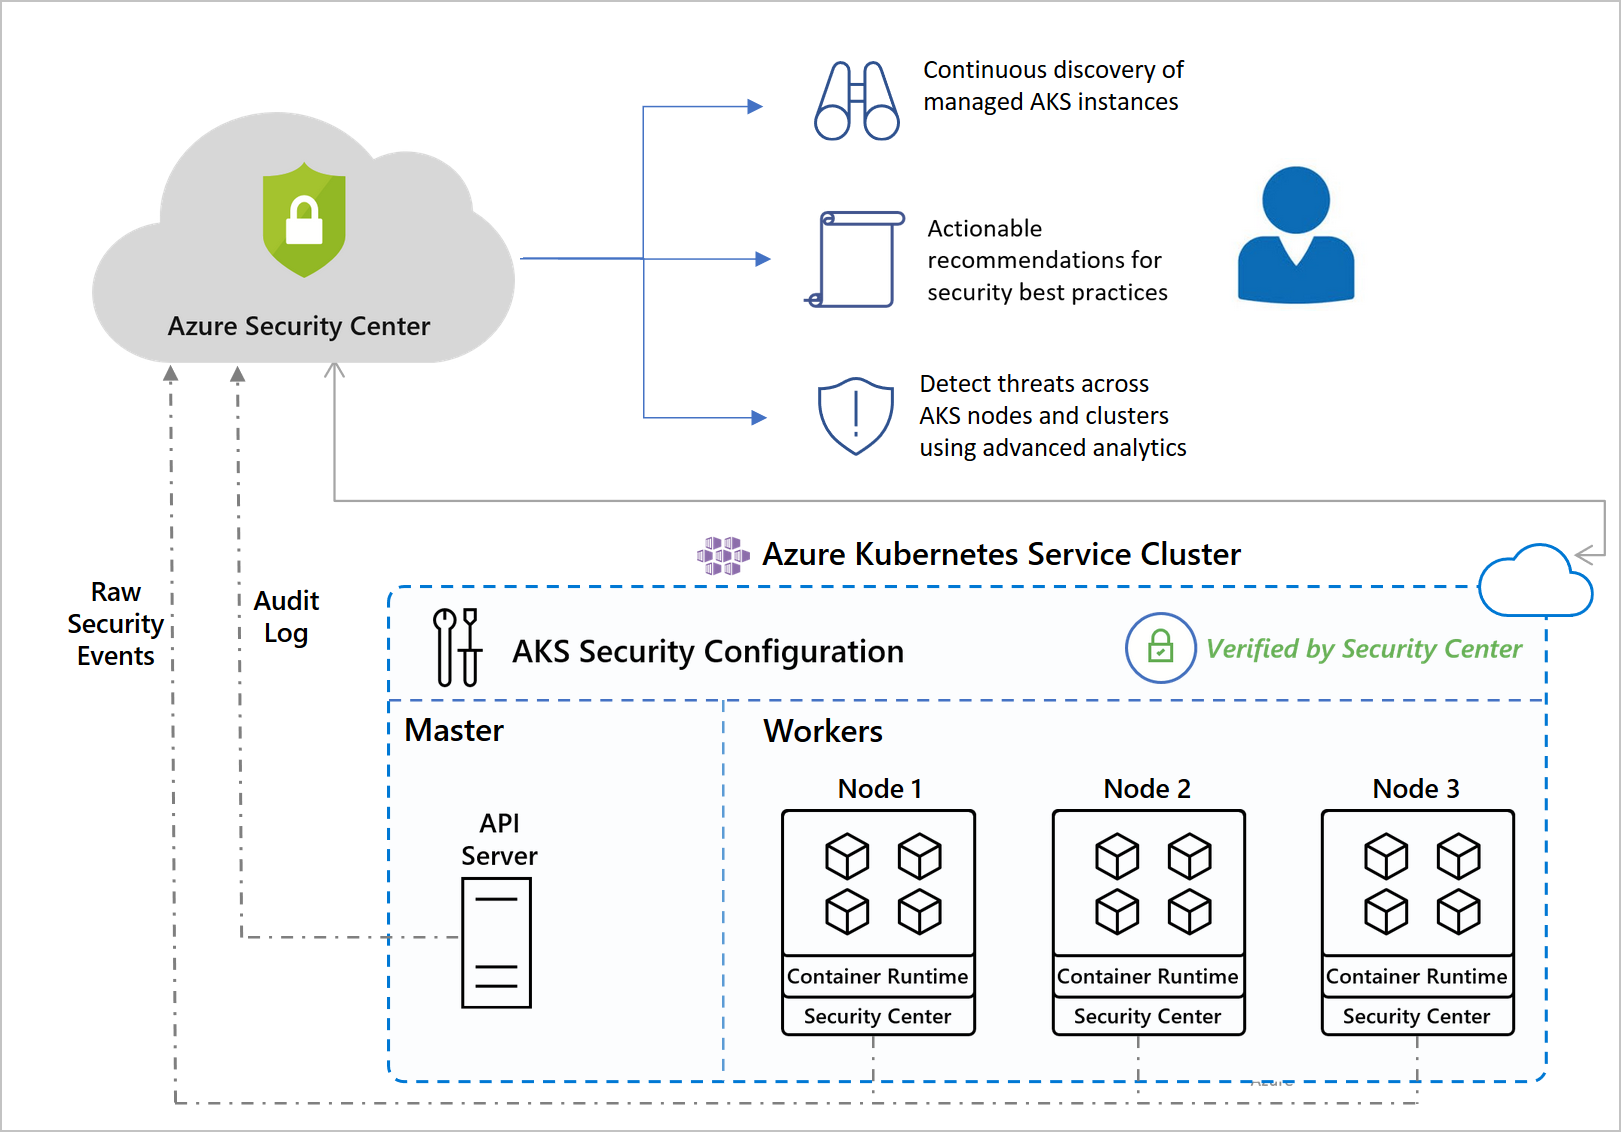 Continuous discovery of
managed AKS instances
Actionable
recommendations for
security best practices
Azure Security Center
Detect threats across
AKS nodes and clusters
using advanced analytics
Azure Kubernetes Service Cluster
Raw
Security
Events
Audit
Log
AKS Security Configuration
Verified by Security Center
Master
Workers
API
Server
Node 1
Container Runtime
Security Center
Node 2
Container Runtime
Security Center
Node 3
Container Runtime
Security Center
Azure